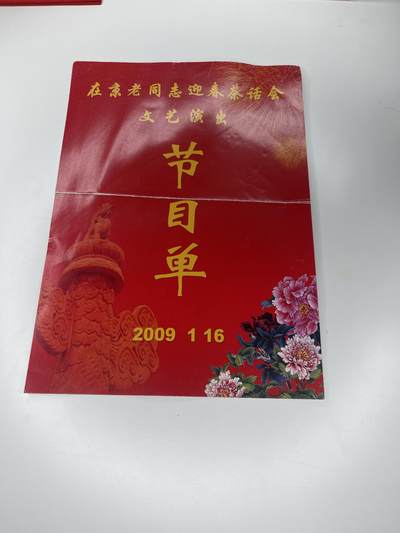 在京老同志迎春茶话会
文艺演出
节
目
单
2009 1 16